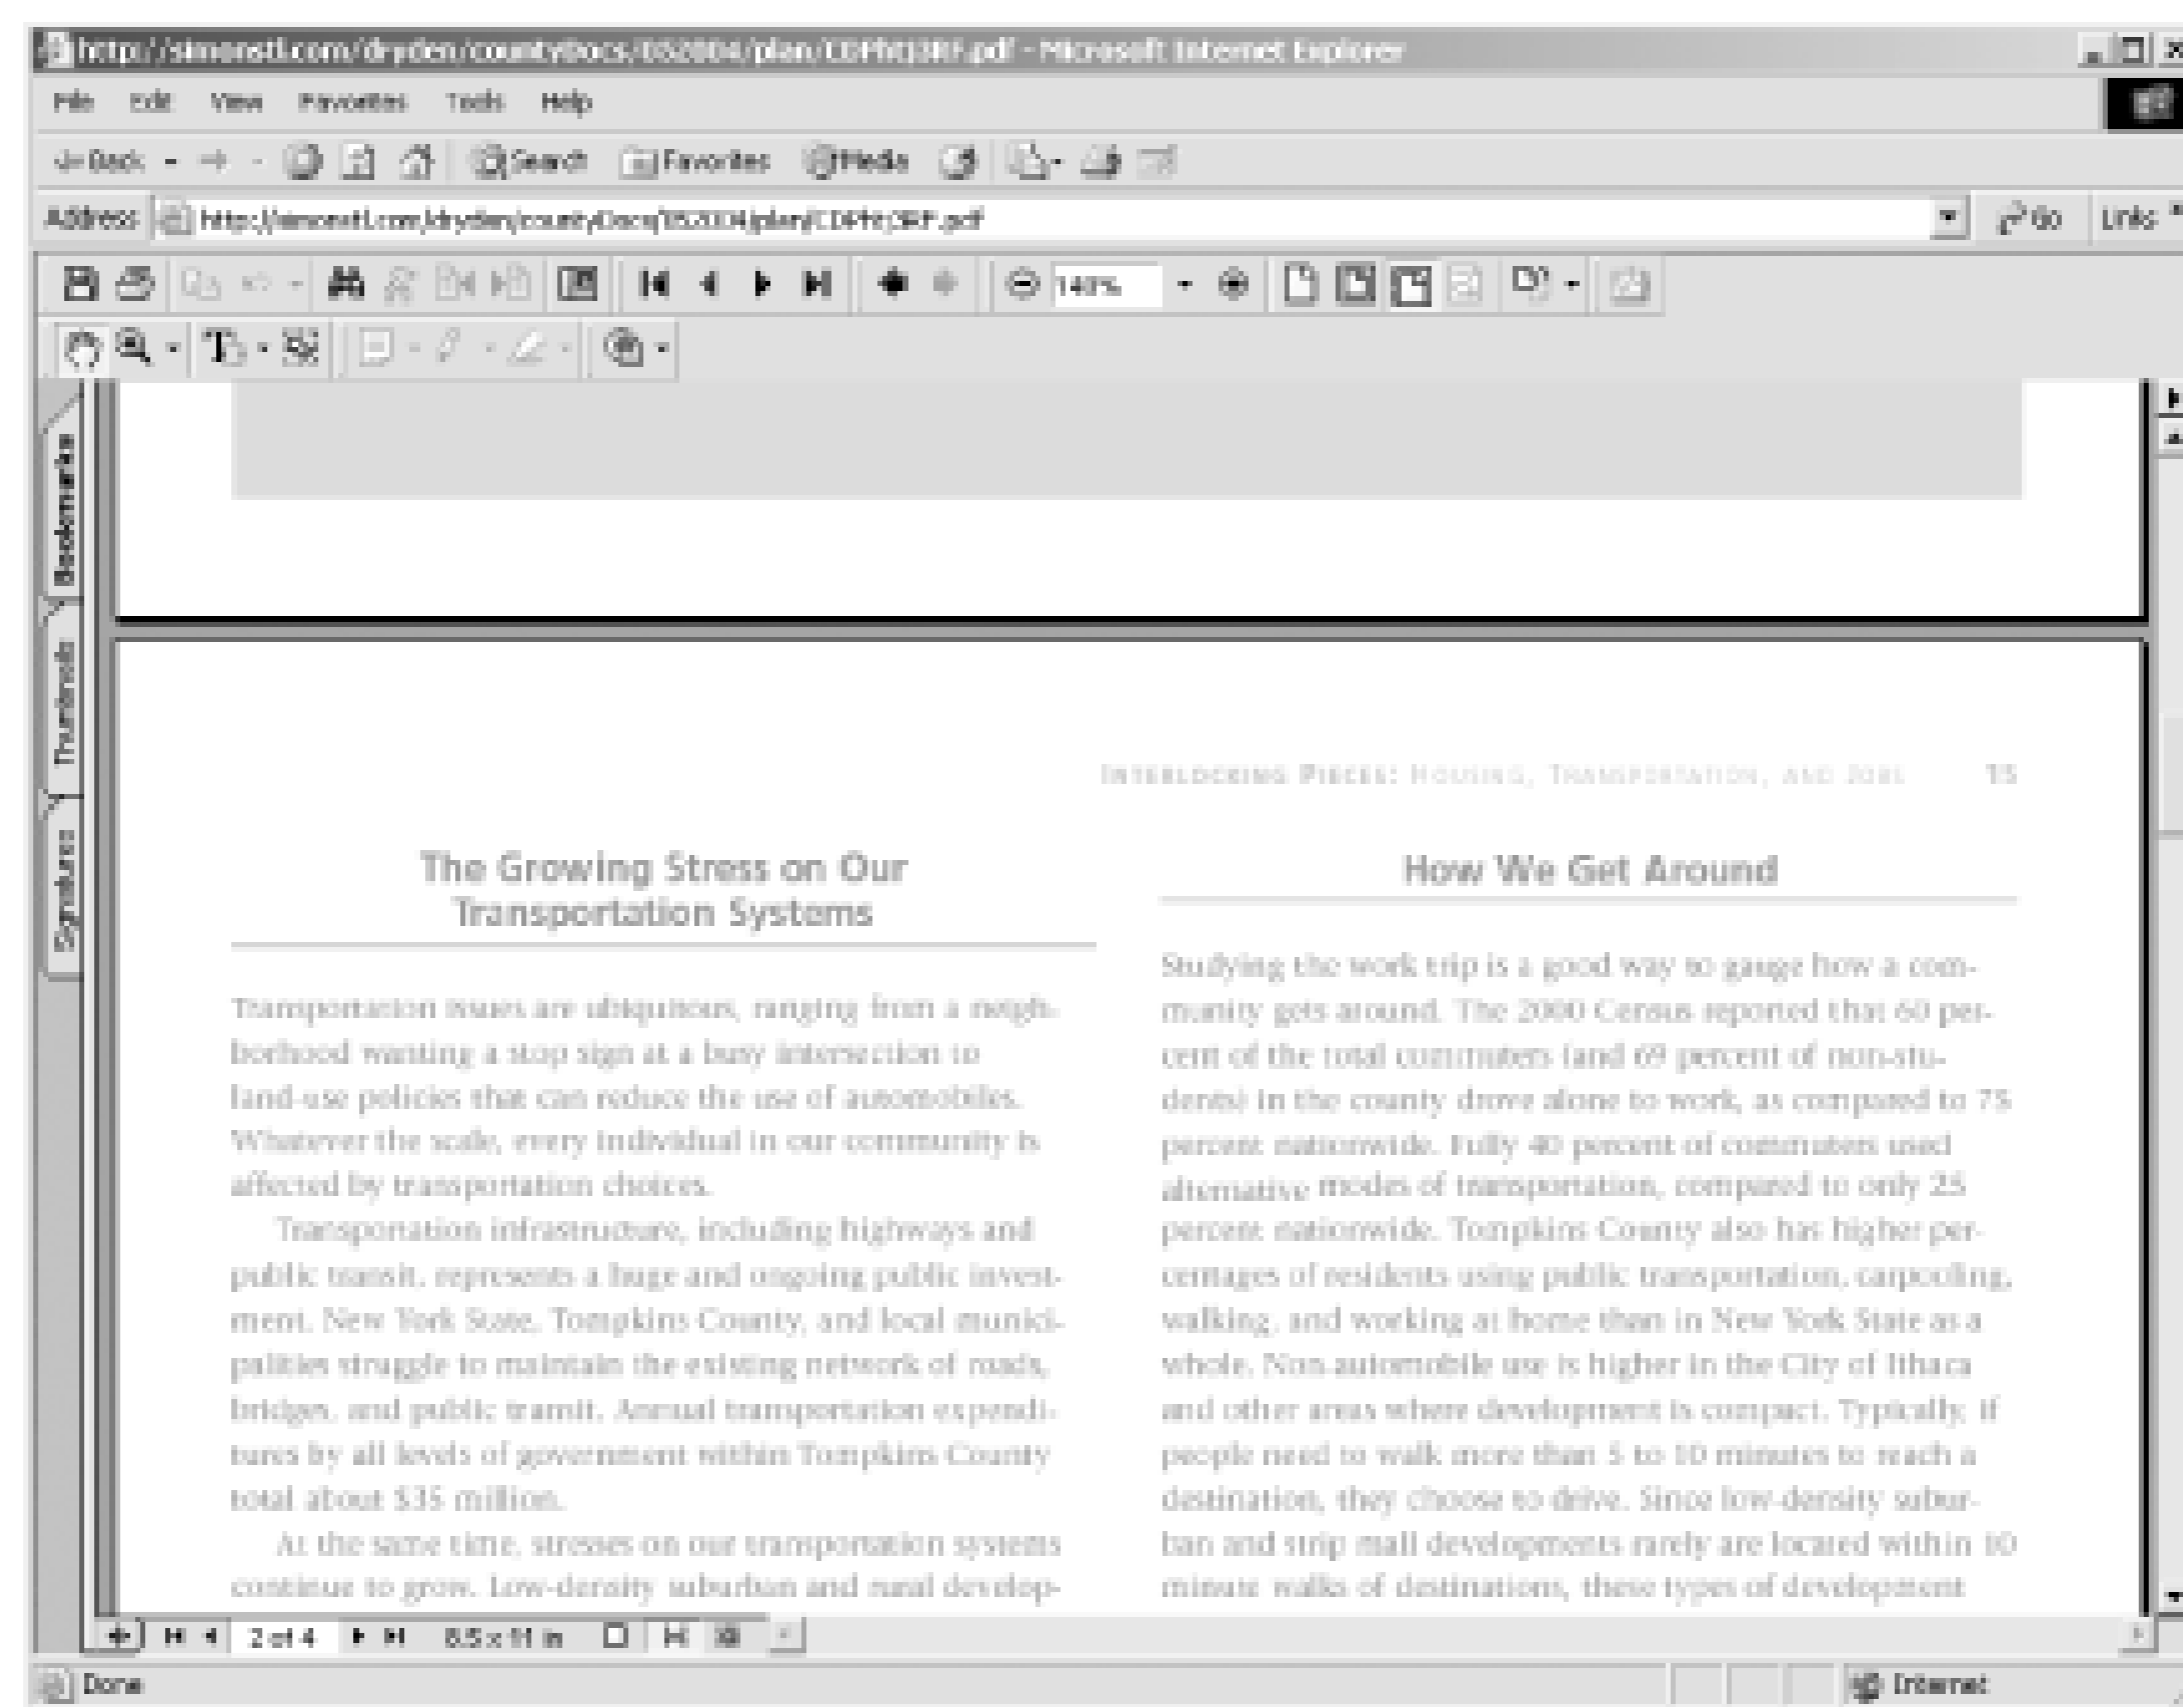 - Microsoft Internet Explorer
File Edit View Favorites Tools Help
Back Search Favorites Media
Address Go Links
140%
Bookmarks
Thumbnails
Signatures
INTERLOCKING PIECES: HOUSING, TRANSPORTATION, AND JOBS 15
The Growing Stress on Our
Transportation Systems
Transportation issues are ubiquitous, ranging from a neigh-
borhood wanting a stop sign at a busy intersection to
land-use policies that can reduce the use of automobiles.
Whatever the scale, every individual in our community is
affected by transportation choices.
Transportation infrastructure, including highways and
public transit, represents a huge and ongoing public invest-
ment. New York State, Tompkins County, and local munici-
palities struggle to maintain the existing network of roads,
bridges, and public transit. Annual transportation expendi-
tures by all levels of government within Tompkins County
total about $35 million.
At the same time, stresses on our transportation systems
continue to grow. Low-density suburban and rural develop-
How We Get Around
Studying the work trip is a good way to gauge how a com-
munity gets around. The 2000 Census reported that 60 per-
cent of the total commuters (and 69 percent of non-stu-
dents) in the county drove alone to work, as compared to 75
percent nationwide. Fully 40 percent of commuters used
alternative modes of transportation, compared to only 25
percent nationwide. Tompkins County also has higher per-
centages of residents using public transportation, carpooling,
walking, and working at home than in New York State as a
whole. Non-automobile use is higher in the City of Ithaca
and other areas where development is compact. Typically, if
people need to walk more than 5 to 10 minutes to reach a
destination, they choose to drive. Since low-density subur-
ban and strip mall developments rarely are located within 10
minute walks of destinations, these types of development
2 of 4 8.5 x 11 in
Done Internet